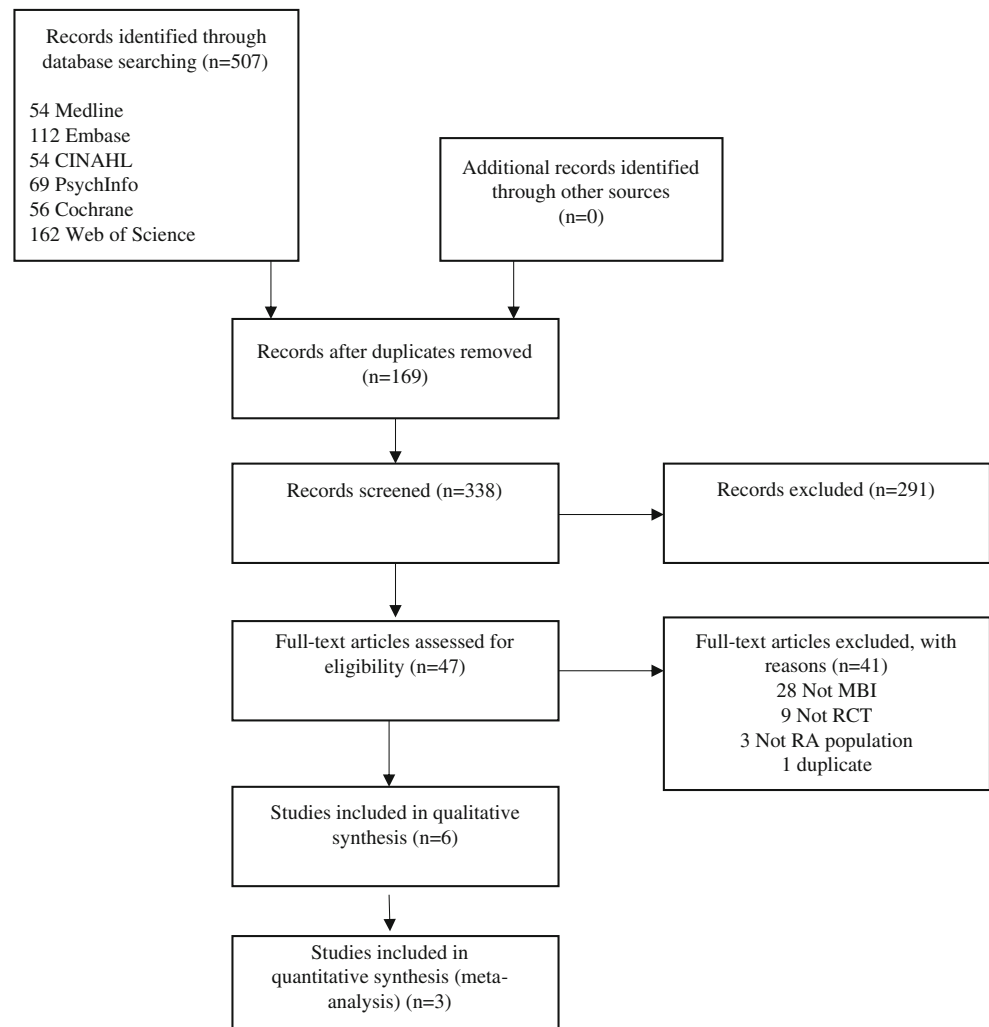 Records identified through
database searching (n=507)
54 Medline
112 Embase
54 CINAHL
69 PsychInfo
56 Cochrane
162 Web of Science
Additional records identified
through other sources
(n=0)
Records after duplicates removed
(n=169)
Records screened (n=338)
Records excluded (n=291)
Full-text articles assessed for
eligibility (n=47)
Full-text articles excluded, with
reasons (n=41)
28 Not MBI
9 Not RCT
3 Not RA population
1 duplicate
Studies included in qualitative
synthesis (n=6)
Studies included in
quantitative synthesis (meta-
analysis) (n=3)